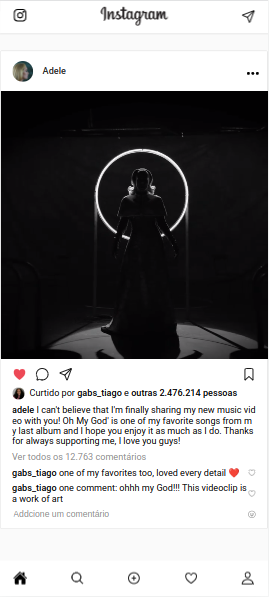 Instagram
Adele
Curtido por gabs_tiago e outras 2.476.214 pessoas
adele I can't believe that I'm finally sharing my new music vid
eo with you! Oh My God' is one of my favorite songs from m
y last album and I hope you enjoy it as much as I do. Thanks
for always supporting me, I love you guys!
Ver todos os 12.763 comentários
gabs_tiago one of my favorites too, loved every detail ❤️
gabs_tiago one comment: ohhh my God!!! This videoclip is
a work of art
Addcione um comentário